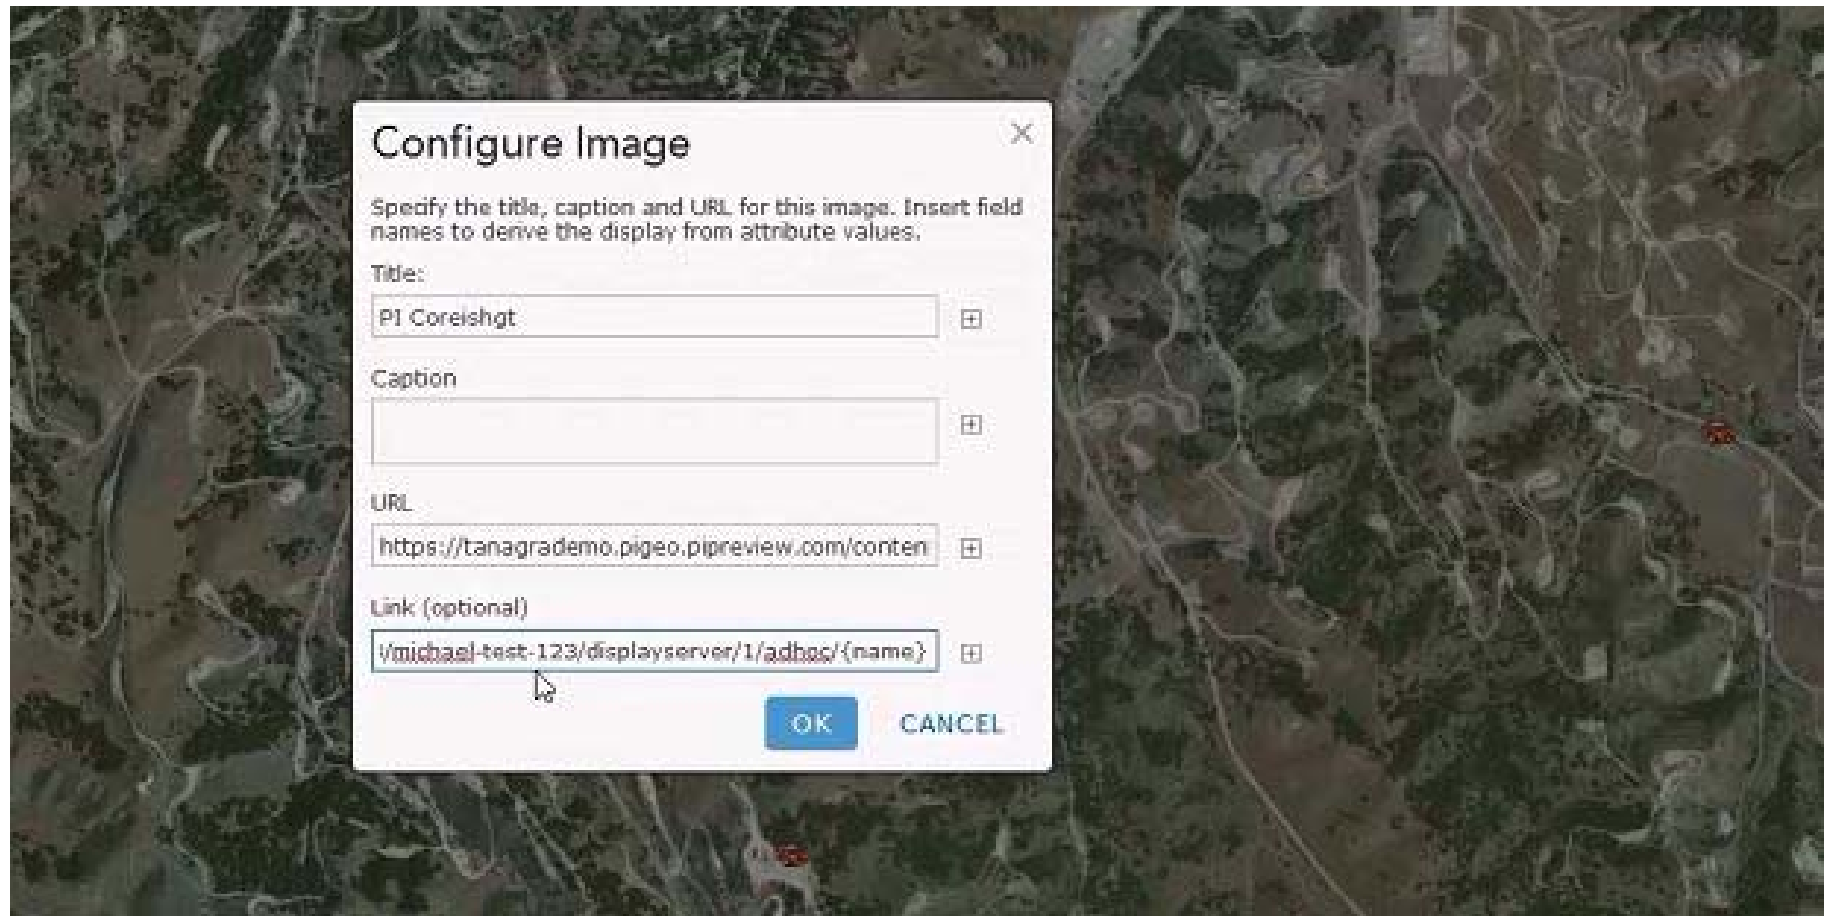 Configure Image
Specify the title, caption and URL for this image. Insert field
names to derive the display from attribute values.
Title:
PI Coreishgt
Caption
URL
https://tanagrademo.pigeo.pipreview.com/conten
Link (optional)
/michael-test-123/displayserver/1/adhoc/{name}
OK CANCEL